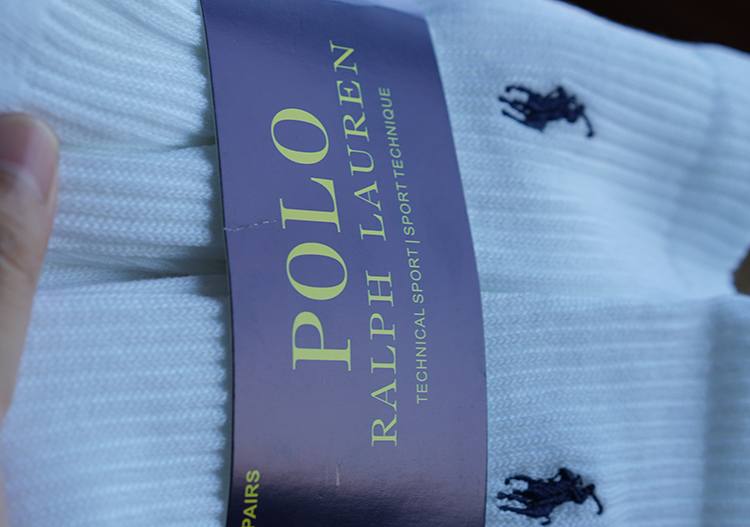 POLO
RALPH LAUREN
TECHNICAL SPORT | SPORT TECHNIQUE
PAIRS